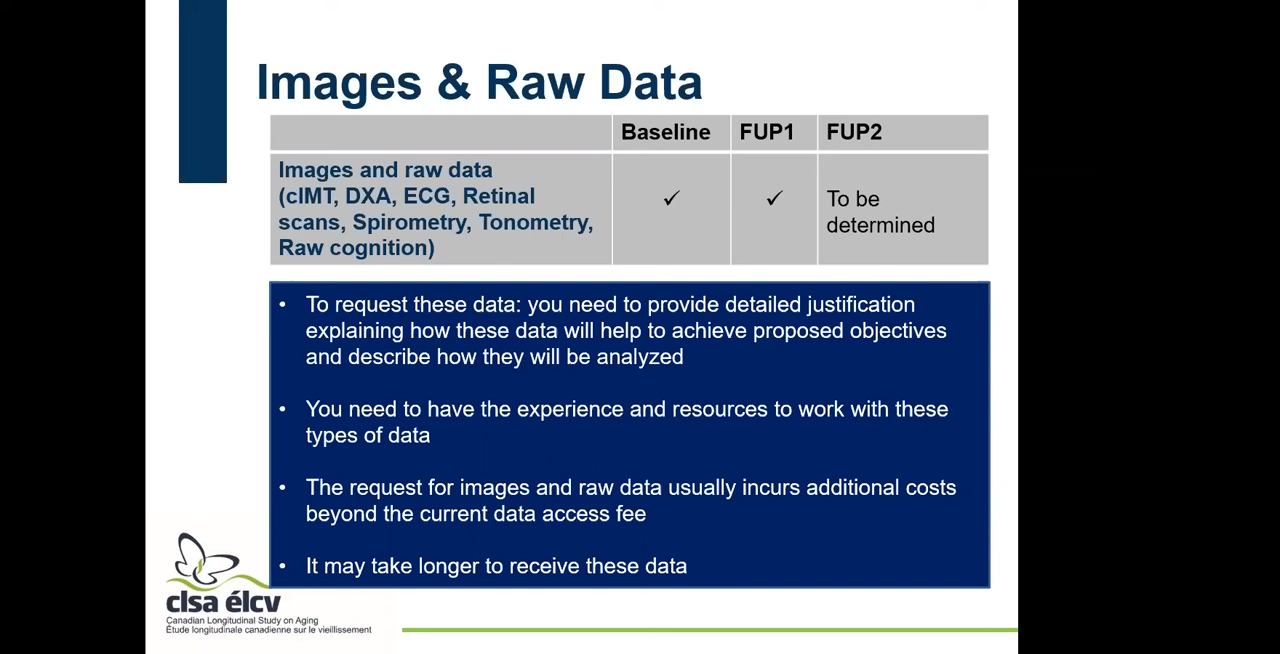 Images & Raw Data
Baseline FUP1 FUP2
Images and raw data
(cIMT, DXA, ECG, Retinal
scans, Spirometry, Tonometry,
Raw cognition)
✓ ✓ To be
determined
• To request these data: you need to provide detailed justification
explaining how these data will help to achieve proposed objectives
and describe how they will be analyzed
• You need to have the experience and resources to work with these
types of data
• The request for images and raw data usually incurs additional costs
beyond the current data access fee
• It may take longer to receive these data
clsa élcv
Canadian Longitudinal Study on Aging
Étude longitudinale canadienne sur le vieillissement